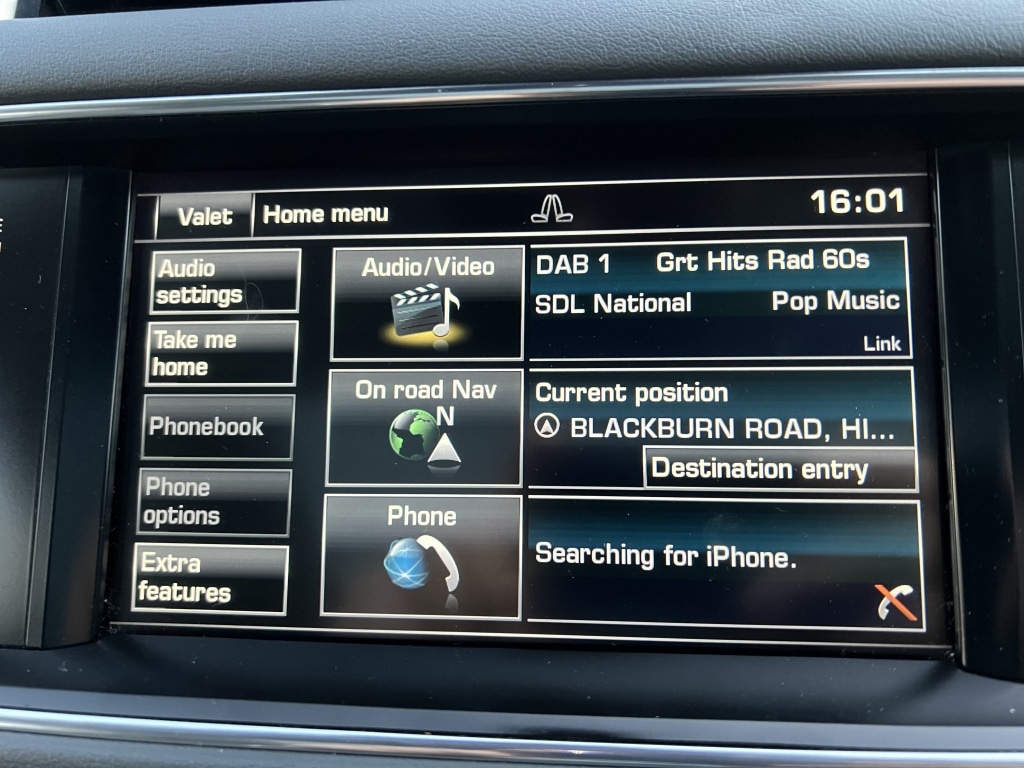 Valet
Home menu
16:01
Audio
settings
Take me
home
Phonebook
Phone
options
Extra
features
Audio/Video
On road Nav
N
Phone
DAB 1
Grt Hits Rad 60s
SDL National
Pop Music
Link
Current position
BLACKBURN ROAD, HI...
Destination entry
Searching for iPhone.